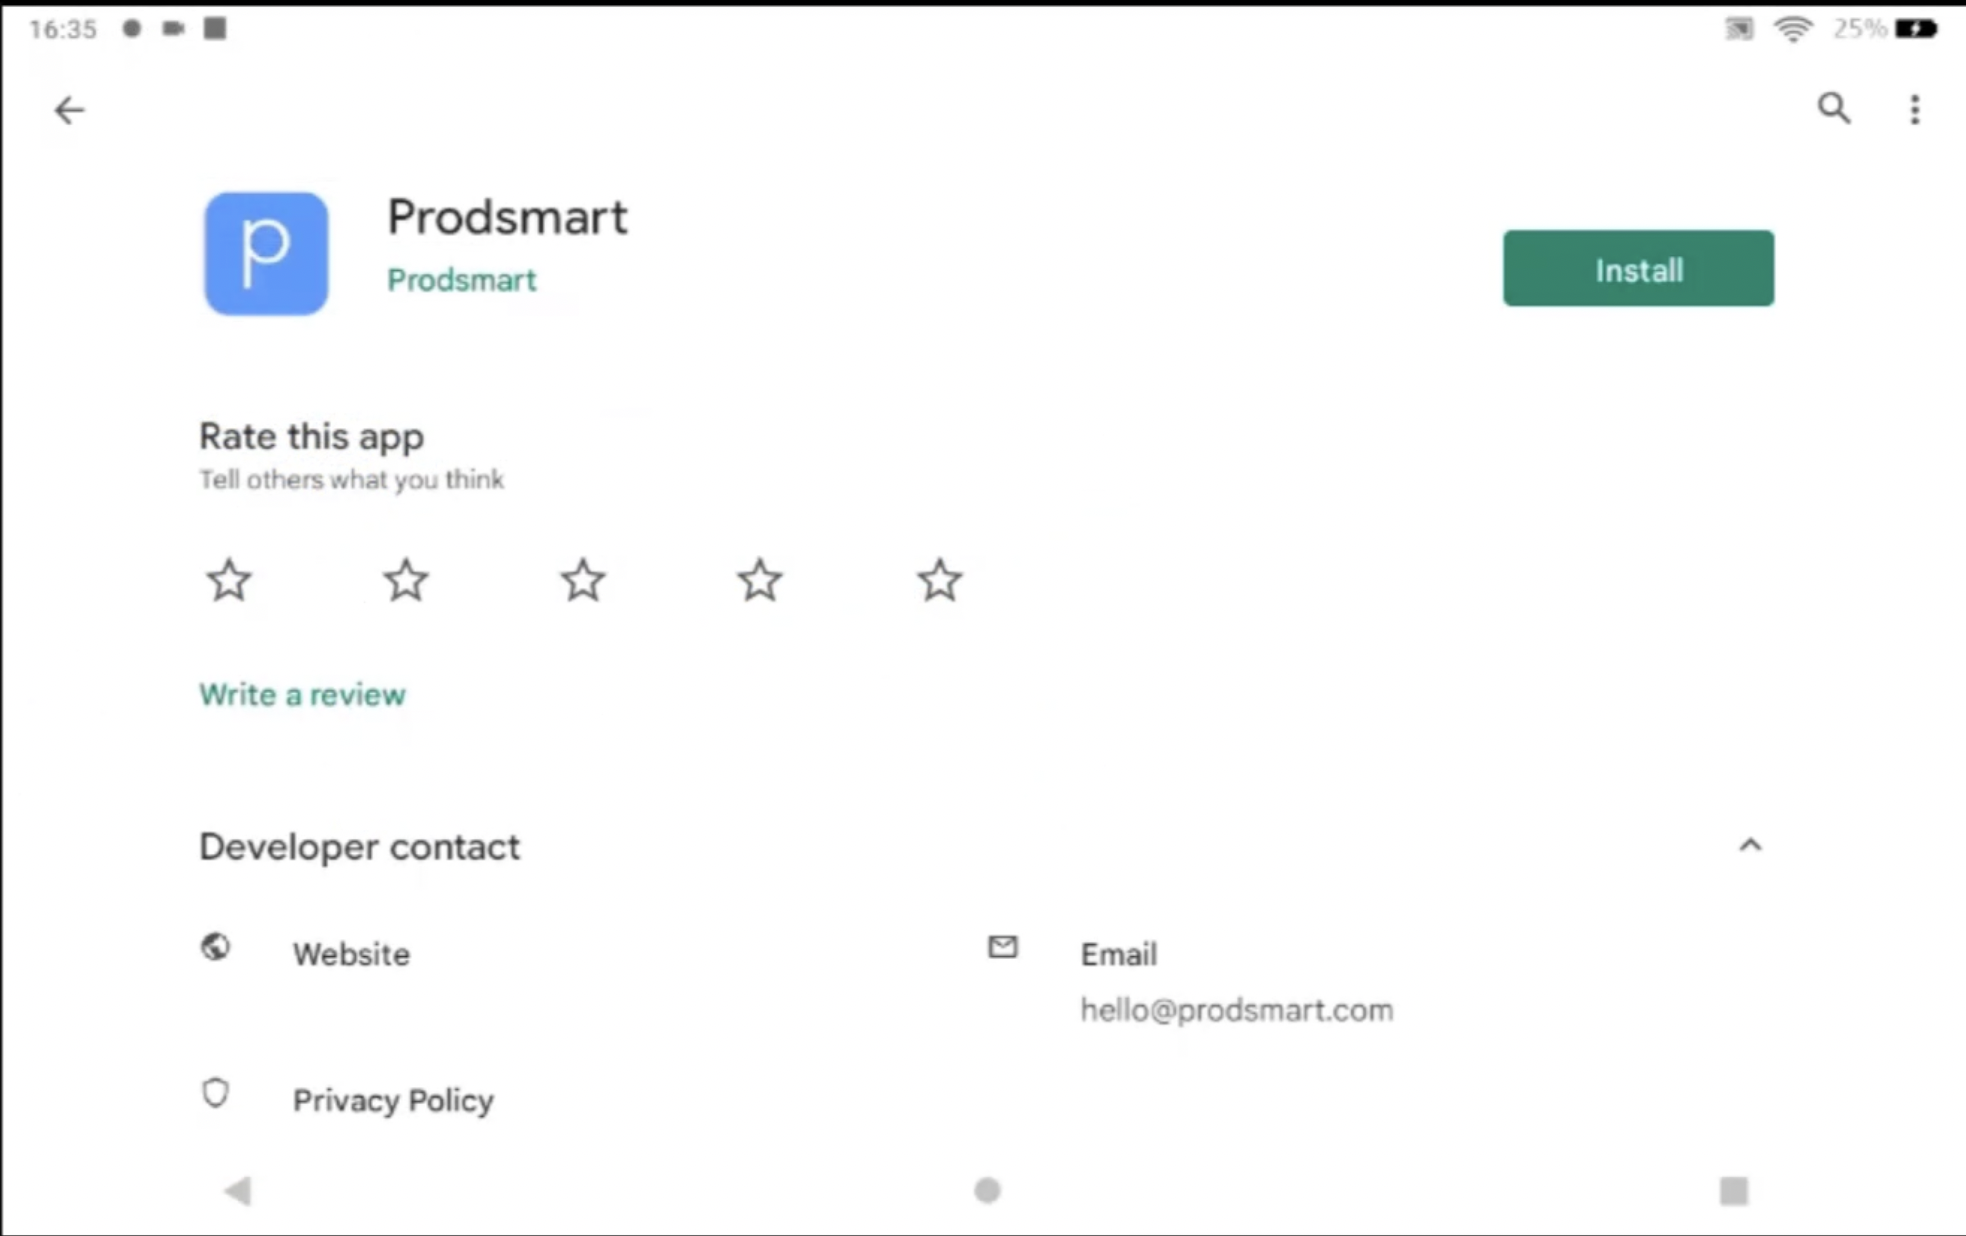 16:35
25%
p
Prodsmart
Prodsmart
Install
Rate this app
Tell others what you think
Write a review
Developer contact
Website
Email
hello@prodsmart.com
Privacy Policy